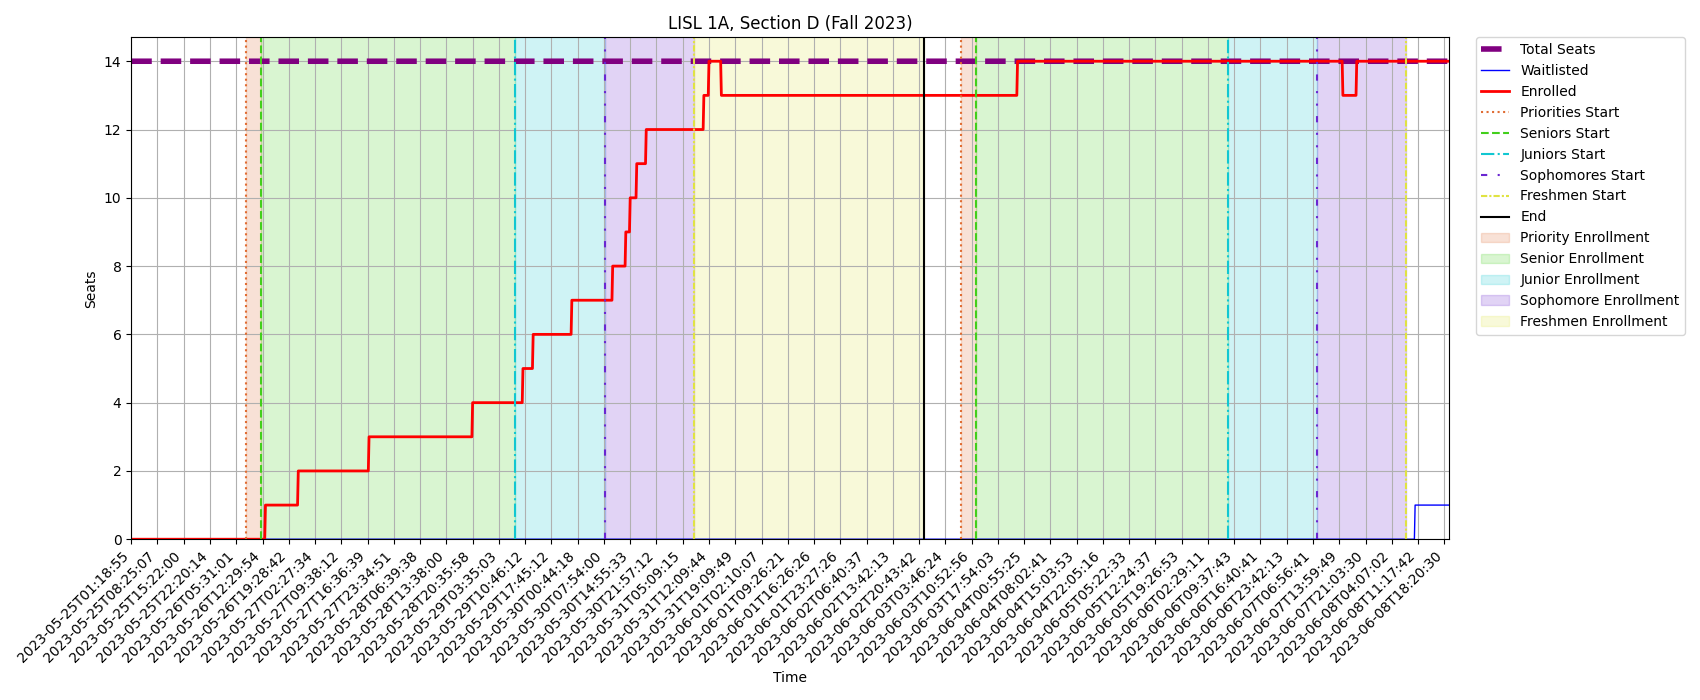 LISL 1A, Section D (Fall 2023)
Seats
14
12
10
8
6
4
2
0
2023-05-25T01:18:55
2023-05-25T08:25:07
2023-05-25T15:22:00
2023-05-25T22:20:14
2023-05-26T05:31:01
2023-05-26T12:29:54
2023-05-26T19:28:42
2023-05-27T02:27:34
2023-05-27T09:38:12
2023-05-27T16:36:39
2023-05-27T23:34:51
2023-05-28T06:39:38
2023-05-28T13:38:00
2023-05-28T20:35:58
2023-05-29T03:35:03
2023-05-29T10:46:12
2023-05-29T17:45:12
2023-05-30T00:44:18
2023-05-30T07:54:00
2023-05-30T14:55:33
2023-05-30T21:57:12
2023-05-31T05:09:15
2023-05-31T12:09:44
2023-05-31T19:09:49
2023-06-01T02:10:07
2023-06-01T09:26:21
2023-06-01T16:26:26
2023-06-01T23:27:26
2023-06-02T06:40:37
2023-06-02T13:42:13
2023-06-02T20:43:42
2023-06-03T03:46:24
2023-06-03T10:52:56
2023-06-03T17:54:03
2023-06-04T00:55:25
2023-06-04T08:02:41
2023-06-04T15:03:53
2023-06-04T22:05:16
2023-06-05T05:22:33
2023-06-05T12:24:37
2023-06-05T19:26:53
2023-06-06T02:29:11
2023-06-06T09:37:43
2023-06-06T16:40:41
2023-06-06T23:42:13
2023-06-07T06:56:41
2023-06-07T13:59:49
2023-06-07T21:03:30
2023-06-08T04:07:02
2023-06-08T11:17:42
2023-06-08T18:20:30
Time
Total Seats
Waitlisted
Enrolled
Priorities Start
Seniors Start
Juniors Start
Sophomores Start
Freshmen Start
End
Priority Enrollment
Senior Enrollment
Junior Enrollment
Sophomore Enrollment
Freshmen Enrollment